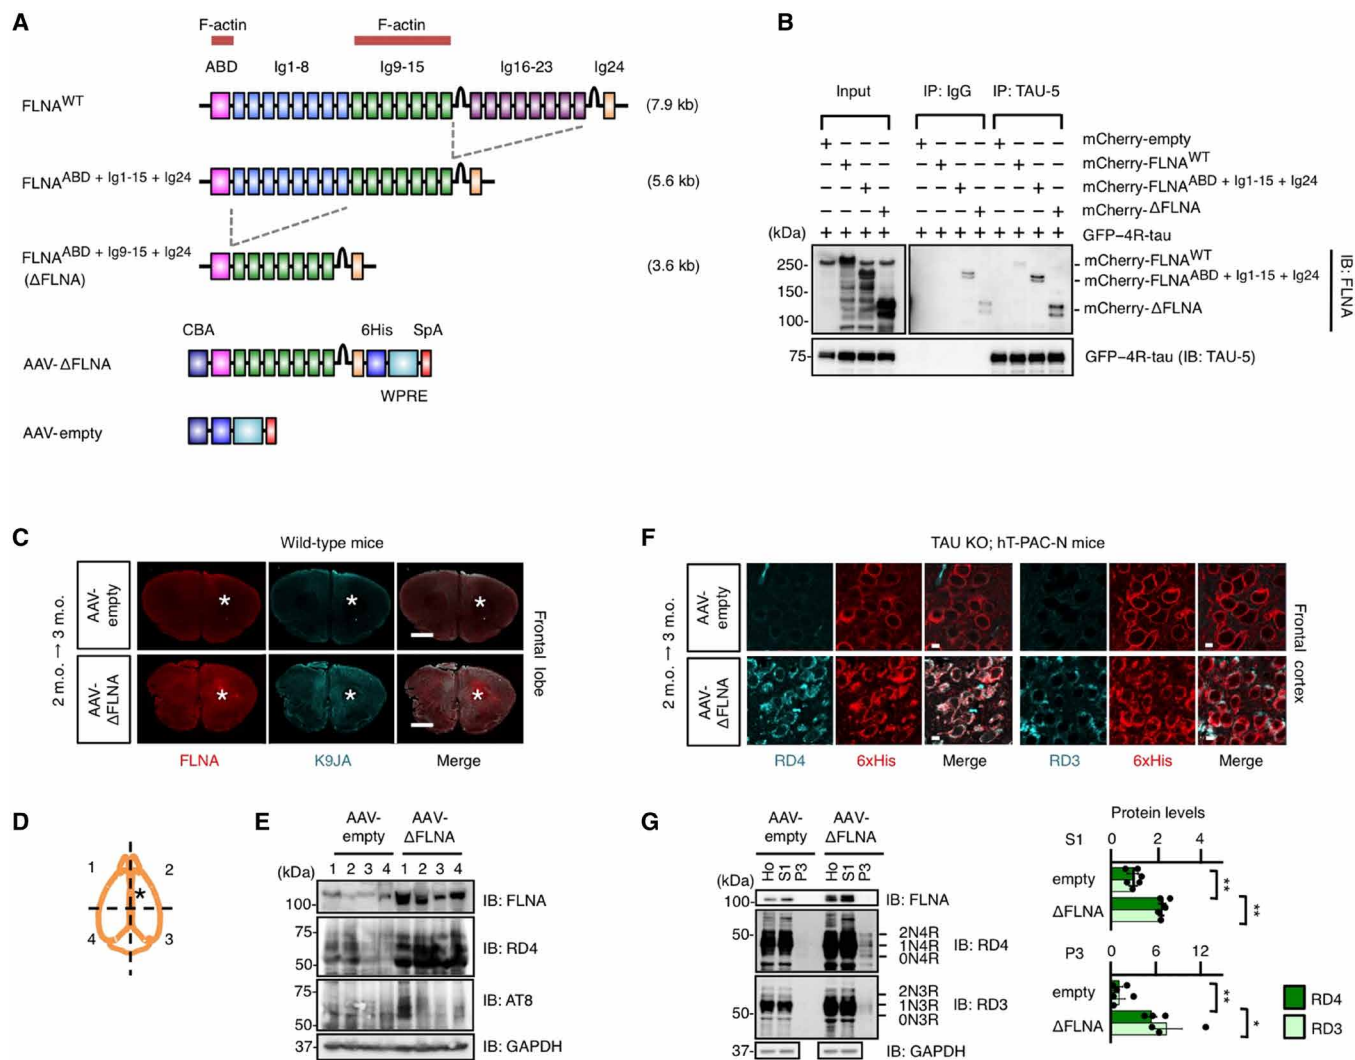 A
F-actin F-actin
ABD Ig1-8 Ig9-15 Ig16-23 Ig24
FLNA^WT (7.9 kb)
FLNA^ABD + Ig1-15 + Ig24 (5.6 kb)
FLNA^ABD + Ig9-15 + Ig24 (3.6 kb)
(ΔFLNA)
CBA 6His SpA
AAV-ΔFLNA
WPRE
AAV-empty
B
Input IP: IgG IP: TAU-5
+ − − − + − − − + − − − mCherry-empty
− + − − − + − − − + − − mCherry-FLNA^WT
− − + − − − + − − − + − mCherry-FLNA^ABD + Ig1-15 + Ig24
− − − + − − − + − − − + mCherry-ΔFLNA
(kDa) + + + + + + + + + + + + GFP–4R-tau
250- mCherry-FLNA^WT
mCherry-FLNA^ABD + Ig1-15 + Ig24
150-
mCherry-ΔFLNA
100-
IB: FLNA
75- GFP–4R-tau (IB: TAU-5)
C
Wild-type mice
2 m.o. → 3 m.o.
AAV-
empty
*
*
*
AAV-
ΔFLNA
*
*
*
Frontal lobe
FLNA K9JA Merge
F
TAU KO; hT-PAC-N mice
2 m.o. → 3 m.o.
AAV-
empty
AAV-
ΔFLNA
Frontal cortex
RD4 6xHis Merge RD3 6xHis Merge
D
1 2
*
4 3
E
AAV- AAV-
empty ΔFLNA
(kDa) 1 2 3 4 1 2 3 4
100- IB: FLNA
75-
IB: RD4
50-
75-
IB: AT8
50-
37- IB: GAPDH
G
AAV- AAV-
empty ΔFLNA
(kDa) Ho S1 P3 Ho S1 P3
100- IB: FLNA
50- 2N4R
1N4R IB: RD4
0N4R
2N3R
50- 1N3R IB: RD3
0N3R
37- IB: GAPDH
Protein levels
S1 0 2 4
empty **
ΔFLNA **
P3 0 6 12
empty **
ΔFLNA *
RD4
RD3